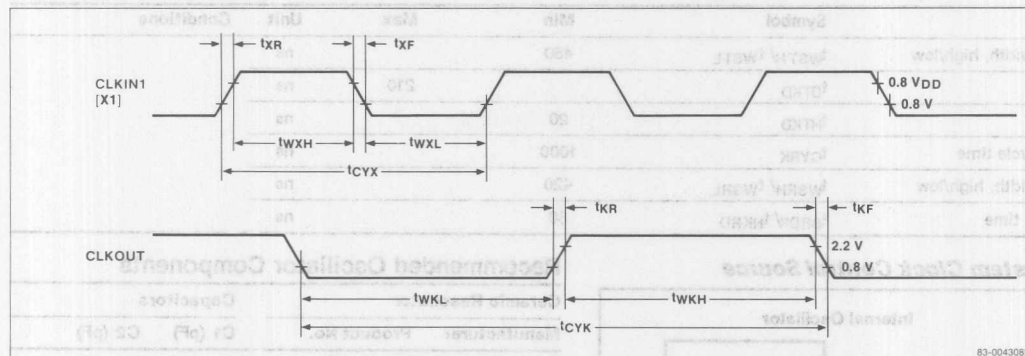 tXR
tXF
CLKIN1
[X1]
0.8 VDD
0.8 V
tWXH
tWXL
tCYX
tKR
tKF
CLKOUT
2.2 V
0.8 V
tWKL
tWKH
tCYK
83-004308